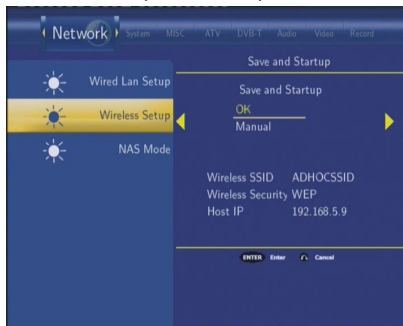 Network System MISC ATV DVB-T Audio Video Record
Save and Startup
Wired Lan Setup
Save and Startup
OK
Wireless Setup
Manual
NAS Mode
Wireless SSID ADHOCSSID
Wireless Security WEP
Host IP 192.168.5.9
ENTER Enter Cancel